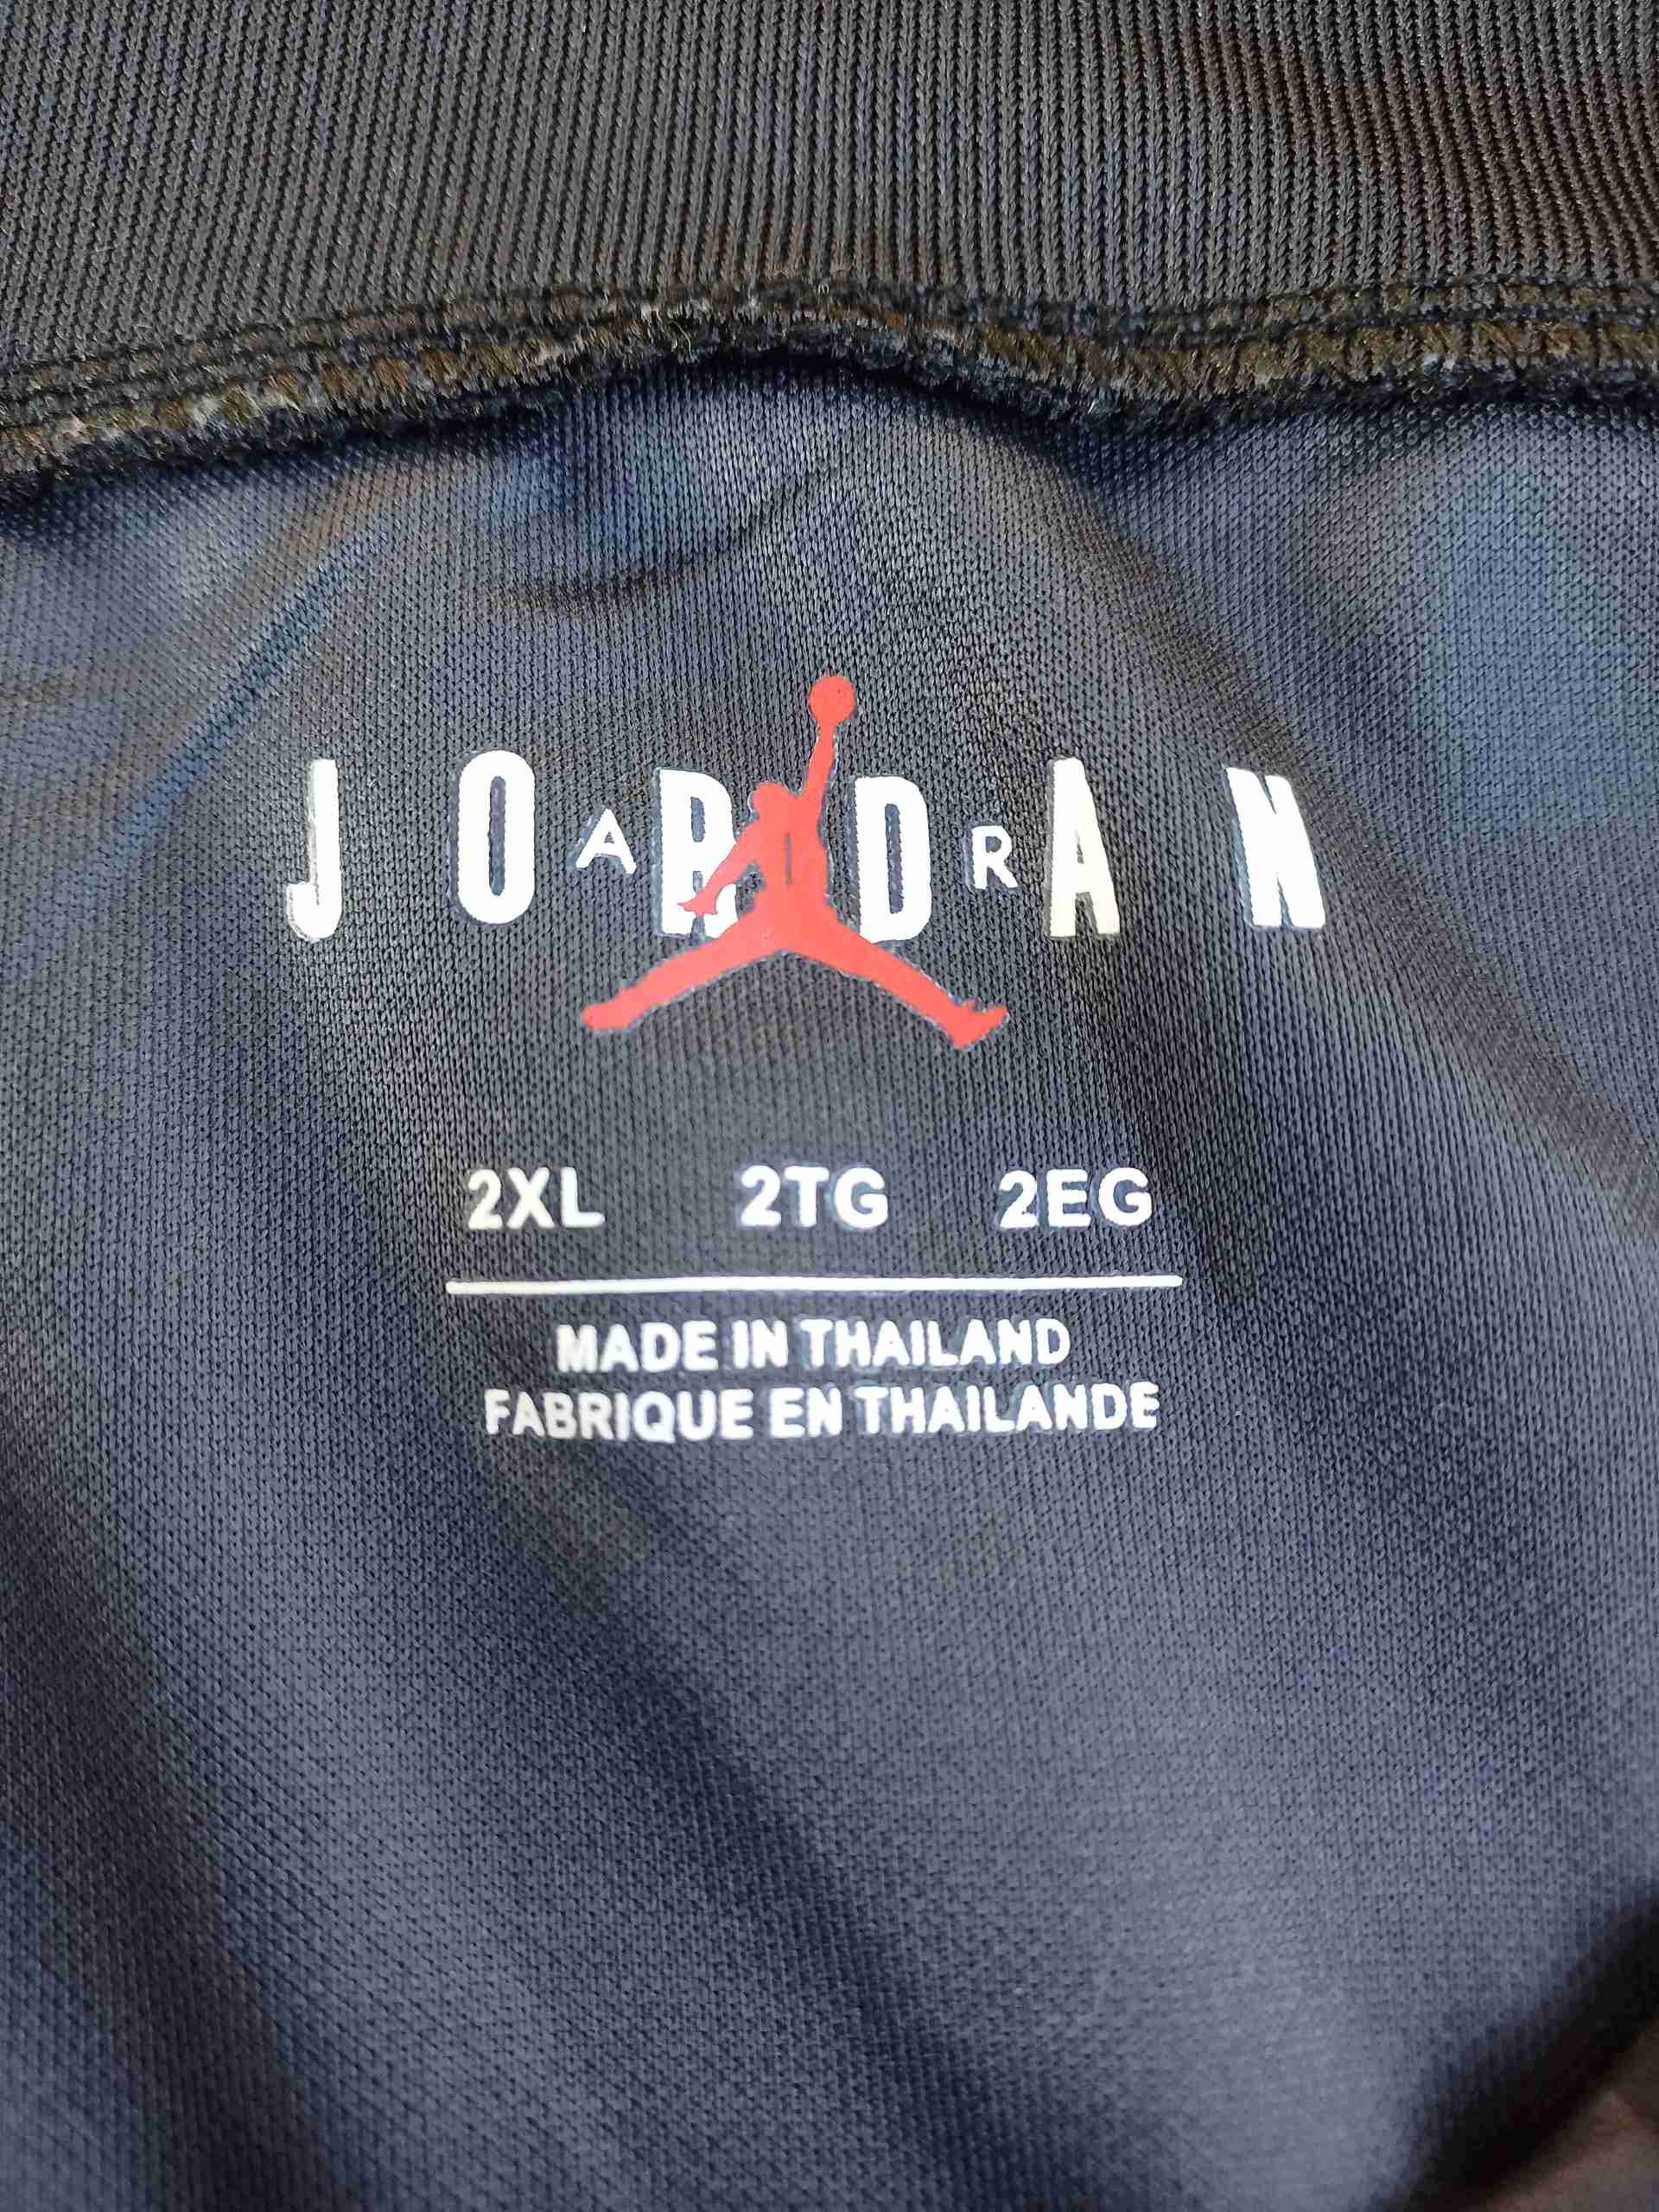 JORDAN
AIR
2XL 2TG 2EG
MADE IN THAILAND
FABRIQUE EN THAILANDE